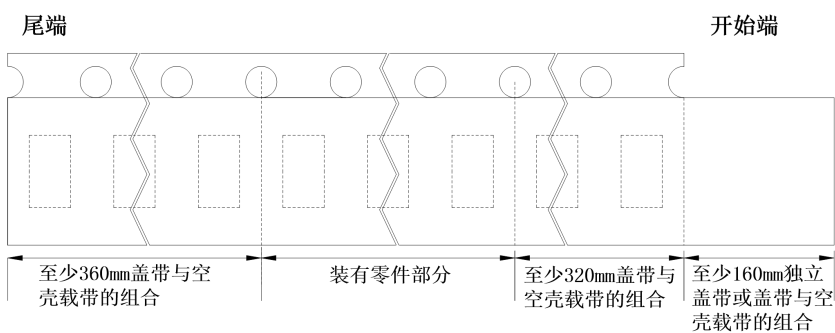 尾端
开始端
至少360mm盖带与空
壳载带的组合
装有零件部分
至少320mm盖带与
空壳载带的组合
至少160mm独立
盖带或盖带与空
壳载带的组合